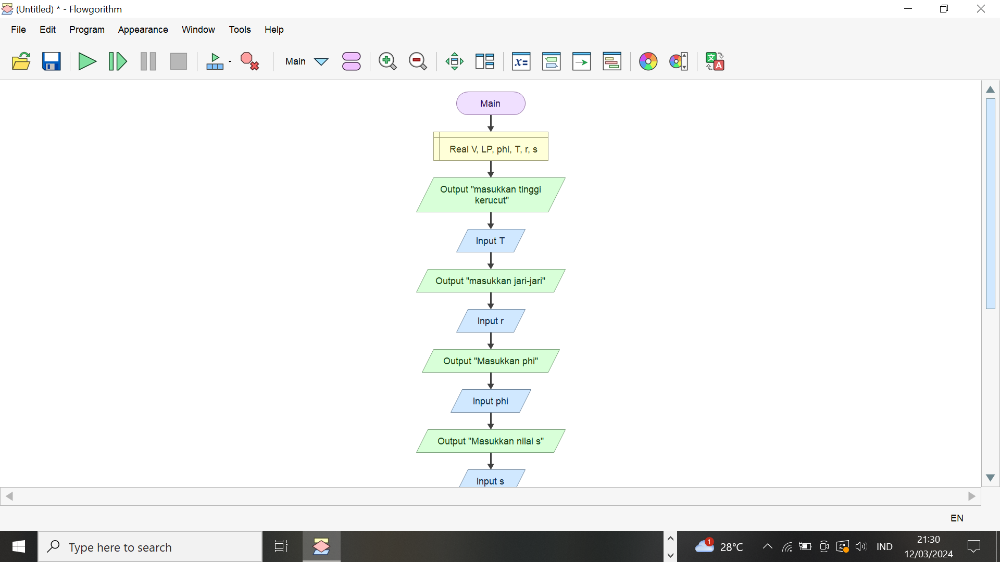 (Untitled) * - Flowgorithm
File Edit Program Appearance Window Tools Help
Main
x=
文
A
Main
Real V, LP, phi, T, r, s
Output "masukkan tinggi
kerucut"
Input T
Output "masukkan jari-jari"
Input r
Output "Masukkan phi"
Input phi
Output "Masukkan nilai s"
Input s
EN
Type here to search
1
28°C
IND
21:30
12/03/2024